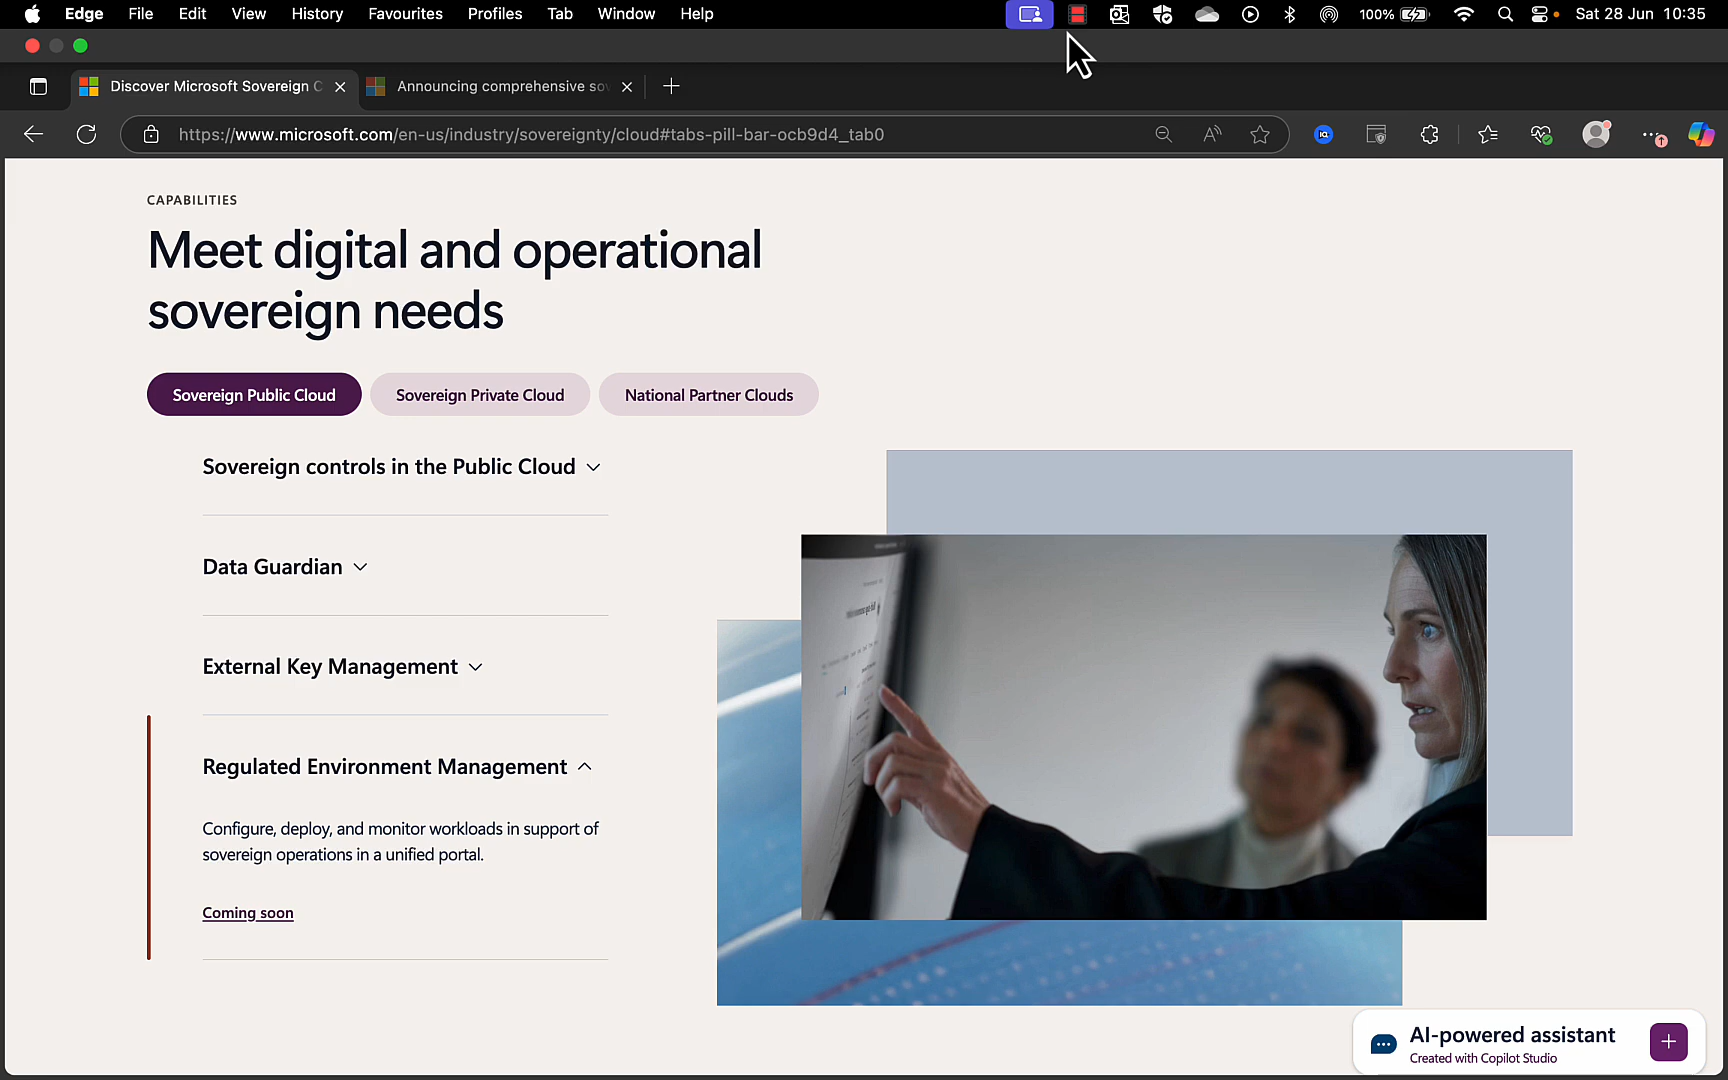 Edge File Edit View History Favourites Profiles Tab Window Help 100% Sat 28 Jun 10:35
Discover Microsoft Sovereign C Announcing comprehensive sov
https://www.microsoft.com/en-us/industry/sovereignty/cloud#tabs-pill-bar-ocb9d4_tab0
CAPABILITIES
Meet digital and operational
sovereign needs
Sovereign Public Cloud Sovereign Private Cloud National Partner Clouds
Sovereign controls in the Public Cloud
Data Guardian
External Key Management
Regulated Environment Management
Configure, deploy, and monitor workloads in support of
sovereign operations in a unified portal.
Coming soon
AI-powered assistant
Created with Copilot Studio